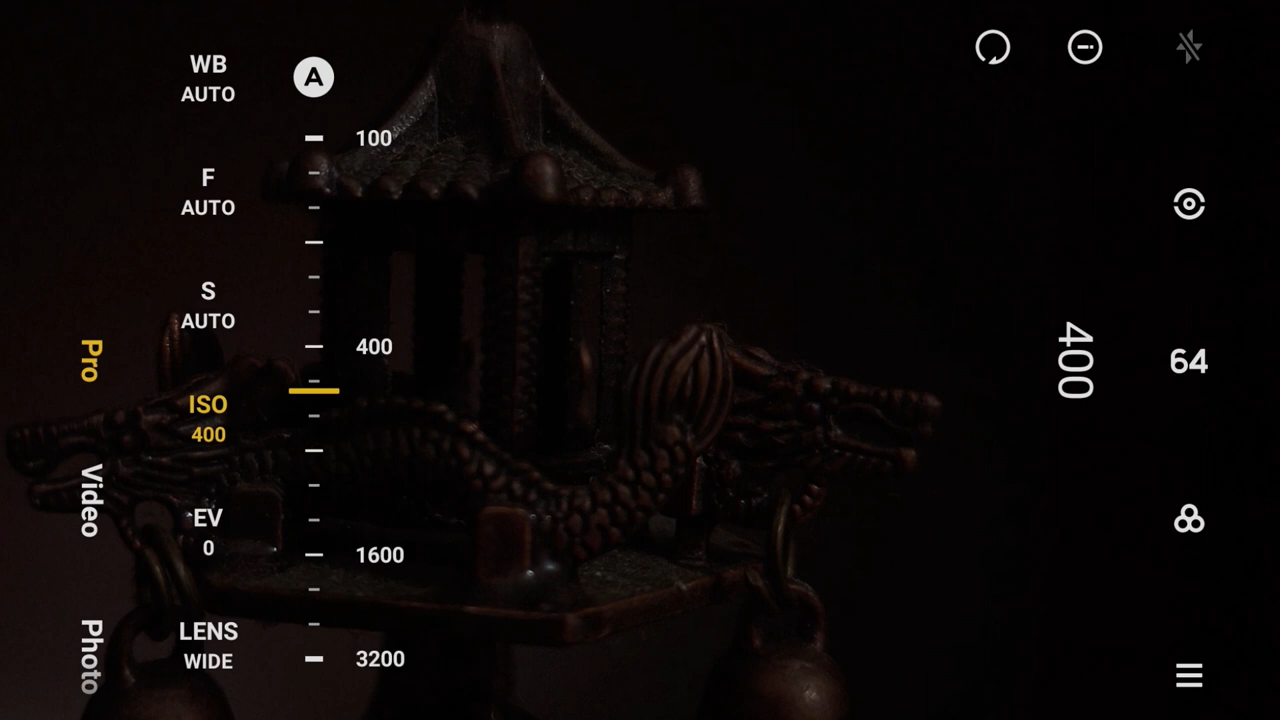 WB
AUTO
F
AUTO
S
AUTO
ISO
400
EV
0
LENS
WIDE
A
100
400
1600
3200
Pro
Video
Photo
400
64